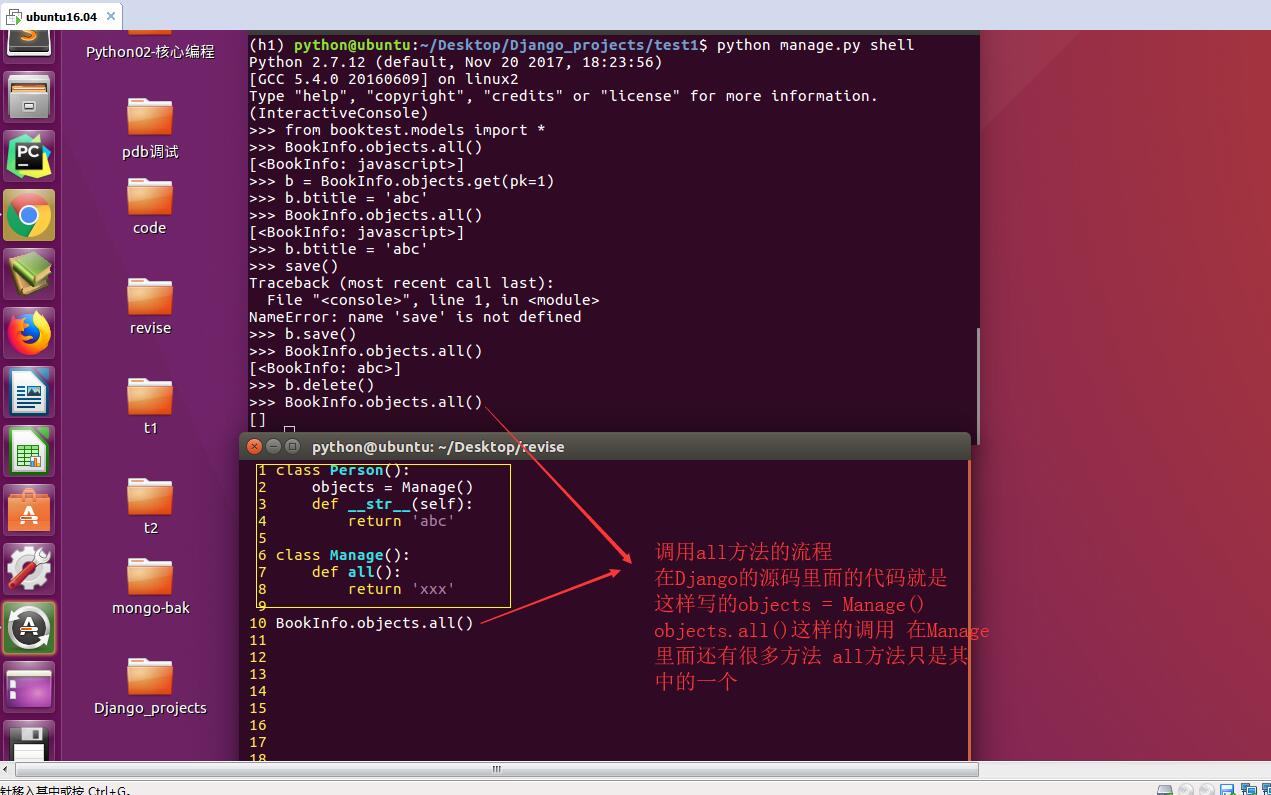 ubuntu16.04
Python02-核心编程
pdb调试
code
revise
t1
t2
mongo-bak
Django_projects
(h1) python@ubuntu:~/Desktop/Django_projects/test1$ python manage.py shell
Python 2.7.12 (default, Nov 20 2017, 18:23:56)
[GCC 5.4.0 20160609] on linux2
Type "help", "copyright", "credits" or "license" for more information.
(InteractiveConsole)
>>> from booktest.models import *
>>> BookInfo.objects.all()
[<BookInfo: javascript>]
>>> b = BookInfo.objects.get(pk=1)
>>> b.btitle = 'abc'
>>> BookInfo.objects.all()
[<BookInfo: javascript>]
>>> b.btitle = 'abc'
>>> save()
Traceback (most recent call last):
  File "<console>", line 1, in <module>
NameError: name 'save' is not defined
>>> b.save()
>>> BookInfo.objects.all()
[<BookInfo: abc>]
>>> b.delete()
>>> BookInfo.objects.all()
[]
python@ubuntu: ~/Desktop/revise
1 class Person():
2     objects = Manage()
3     def __str__(self):
4         return 'abc'
5
6 class Manage():
7     def all():
8         return 'xxx'
9
10 BookInfo.objects.all()
11
12
13
14
15
16
17
18
调用all方法的流程
在Django的源码里面的代码就是
这样写的objects = Manage()
objects.all()这样的调用 在Manage
里面还有很多方法 all方法只是其
中的一个
针移入其中或按 Ctrl+G。